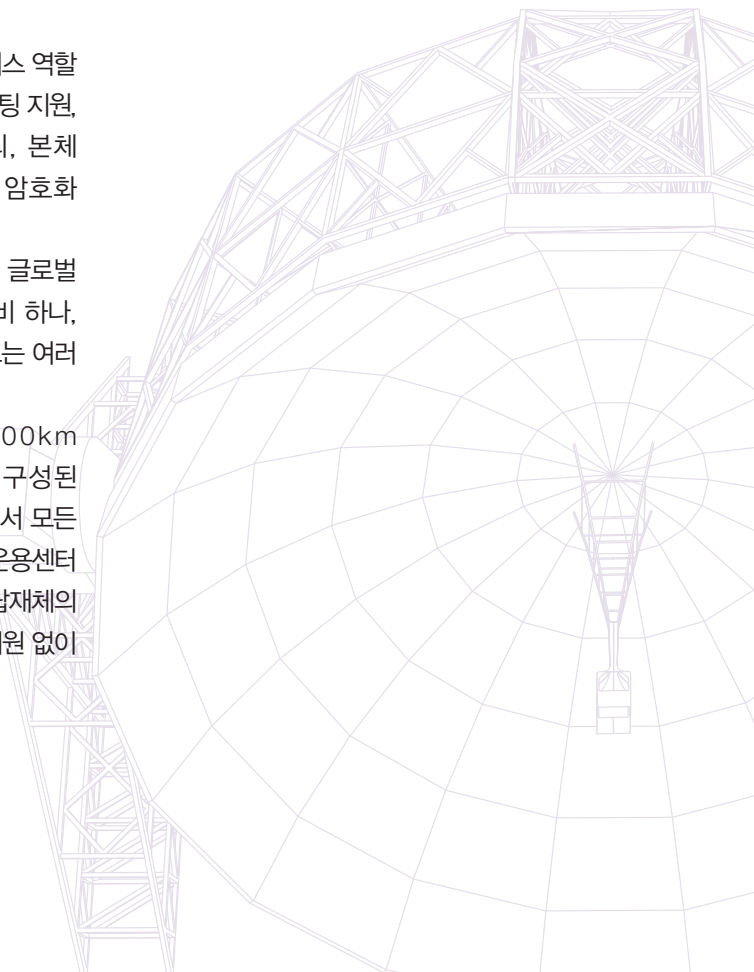 스 역할
팅 지원,
, 본체
암호화
글로벌
비 하나,
는 여러
00km
구성된
서 모든
운용센터
탑재체의
지원 없이